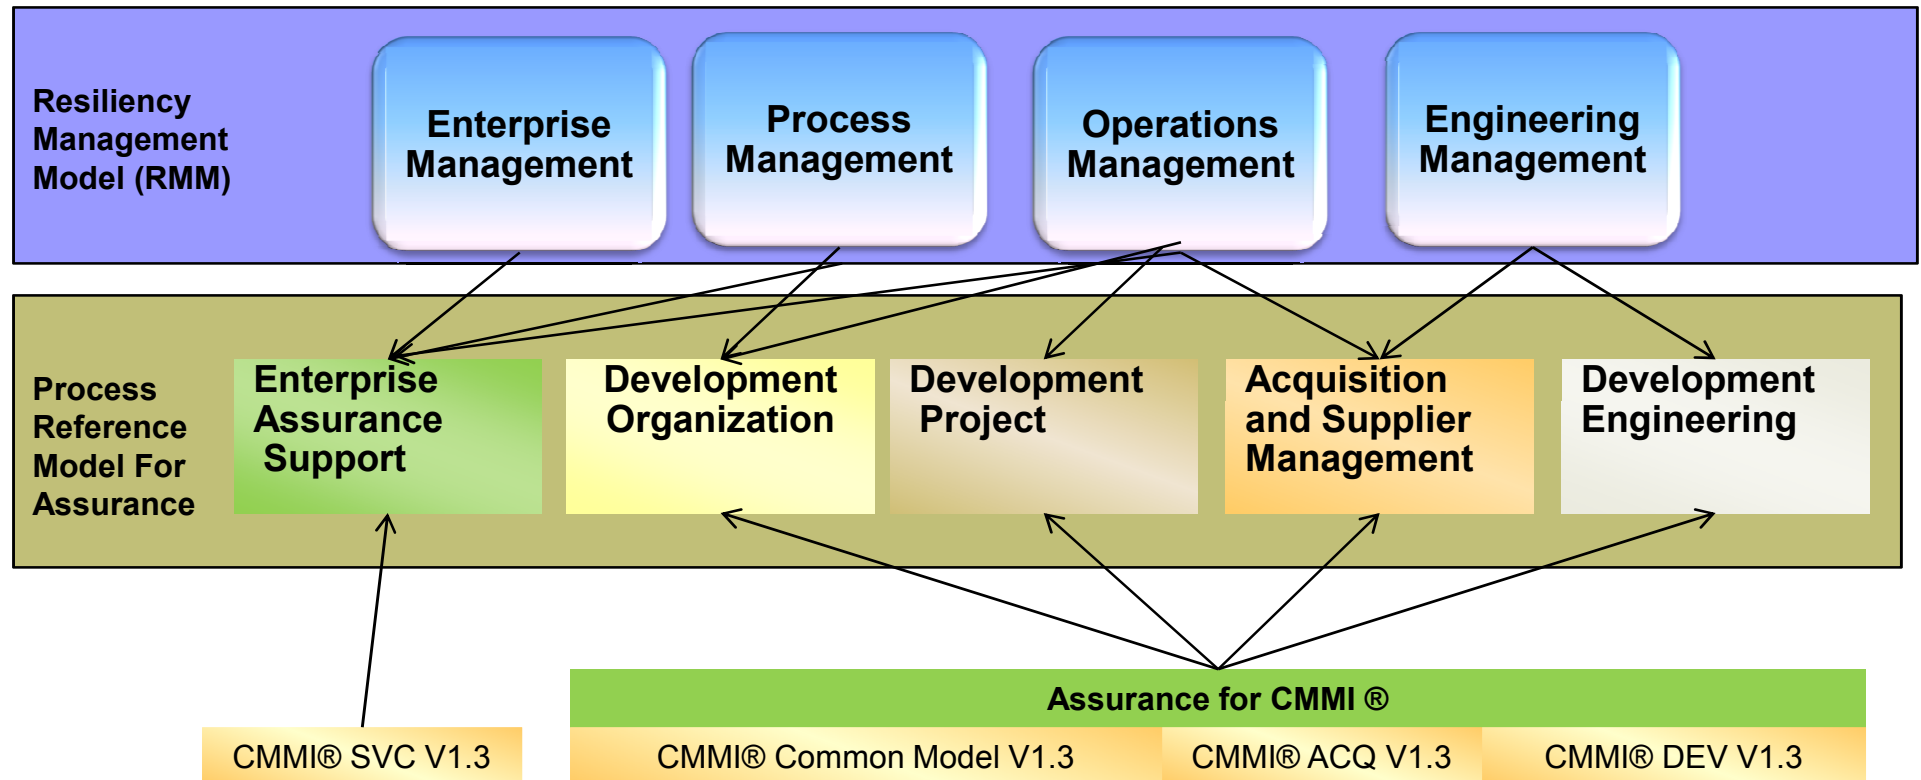 Resiliency
Management
Model (RMM)
Enterprise
Management
Process
Management
Operations
Management
Engineering
Management
Process
Reference
Model For
Assurance
Enterprise
Assurance
Support
Development
Organization
Development
Project
Acquisition
and Supplier
Management
Development
Engineering
Assurance for CMMI ®
CMMI® SVC V1.3
CMMI® Common Model V1.3
CMMI® ACQ V1.3
CMMI® DEV V1.3